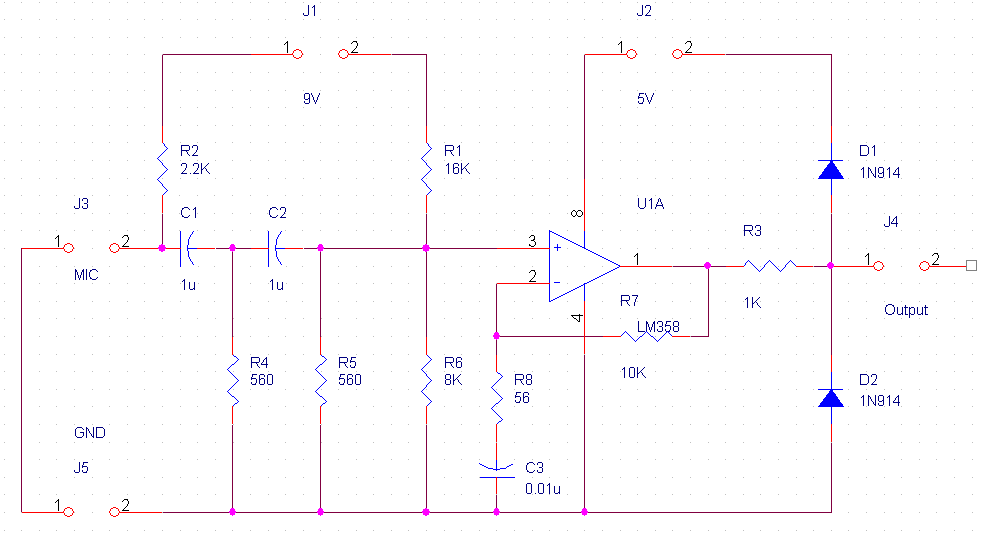 J1
J2
1 2
1 2
9V
5V
R2
2.2K
R1
16K
D1
1N914
J3
C1
C2
8
U1A
J4
1 2
3
+
R3
1
1 2
MIC
1u
1u
2
-
R7
1K
Output
4
LM358
R4
560
R5
560
R6
8K
R8
56
10K
D2
1N914
GND
J5
C3
0.01u
1 2